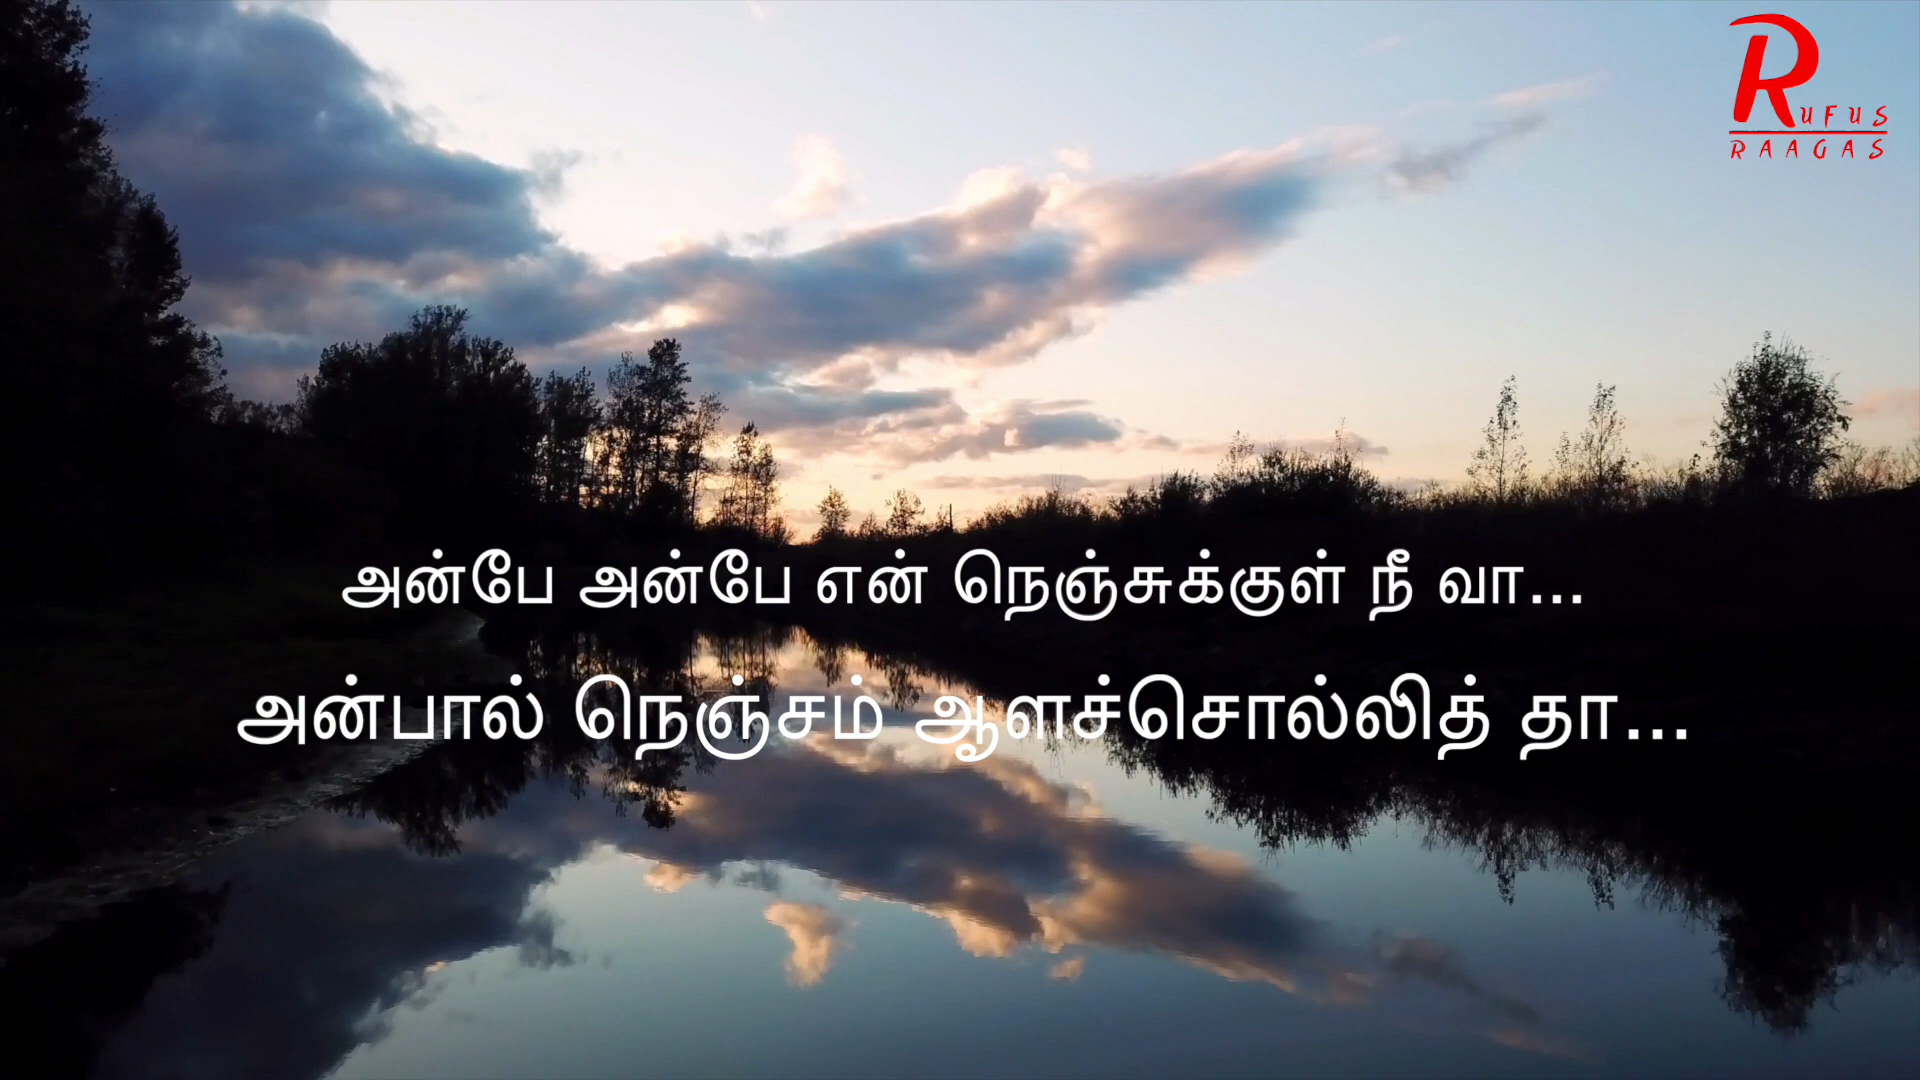 RUFUS
RAAGAS
அன்பே அன்பே என் நெஞ்சுக்குள் நீ வா...
அன்பால் நெஞ்சம் ஆளச்சொல்லித் தா...